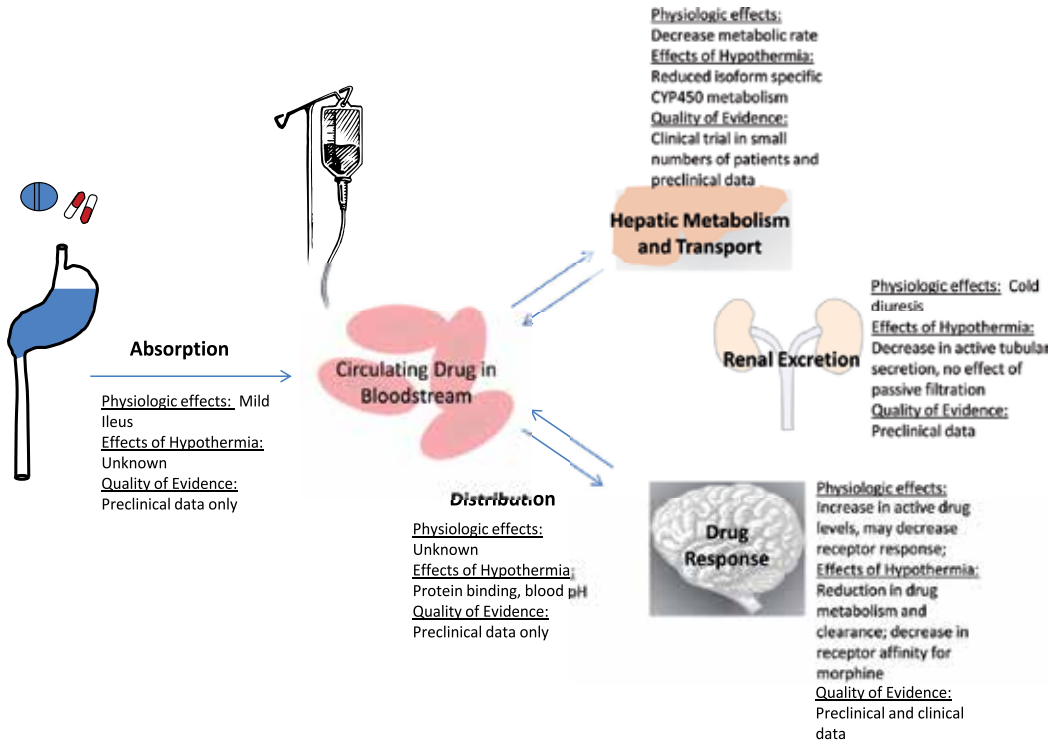 Physiologic effects:
Decrease metabolic rate
Effects of Hypothermia:
Reduced isoform specific
CYP450 metabolism
Quality of Evidence:
Clinical trial in small
numbers of patients and
preclinical data
Hepatic Metabolism
and Transport
Physiologic effects: Cold
diuresis
Effects of Hypothermia:
Decrease in active tubular
secretion, no effect of
passive filtration
Quality of Evidence:
Preclinical data
Renal Excretion
Absorption
Physiologic effects: Mild
Ileus
Effects of Hypothermia:
Unknown
Quality of Evidence:
Preclinical data only
Circulating Drug in
Bloodstream
Distribution
Physiologic effects:
Unknown
Effects of Hypothermia:
Protein binding, blood pH
Quality of Evidence:
Preclinical data only
Drug
Response
Physiologic effects:
Increase in active drug
levels, may decrease
receptor response;
Effects of Hypothermia:
Reduction in drug
metabolism and
clearance; decrease in
receptor affinity for
morphine
Quality of Evidence:
Preclinical and clinical
data